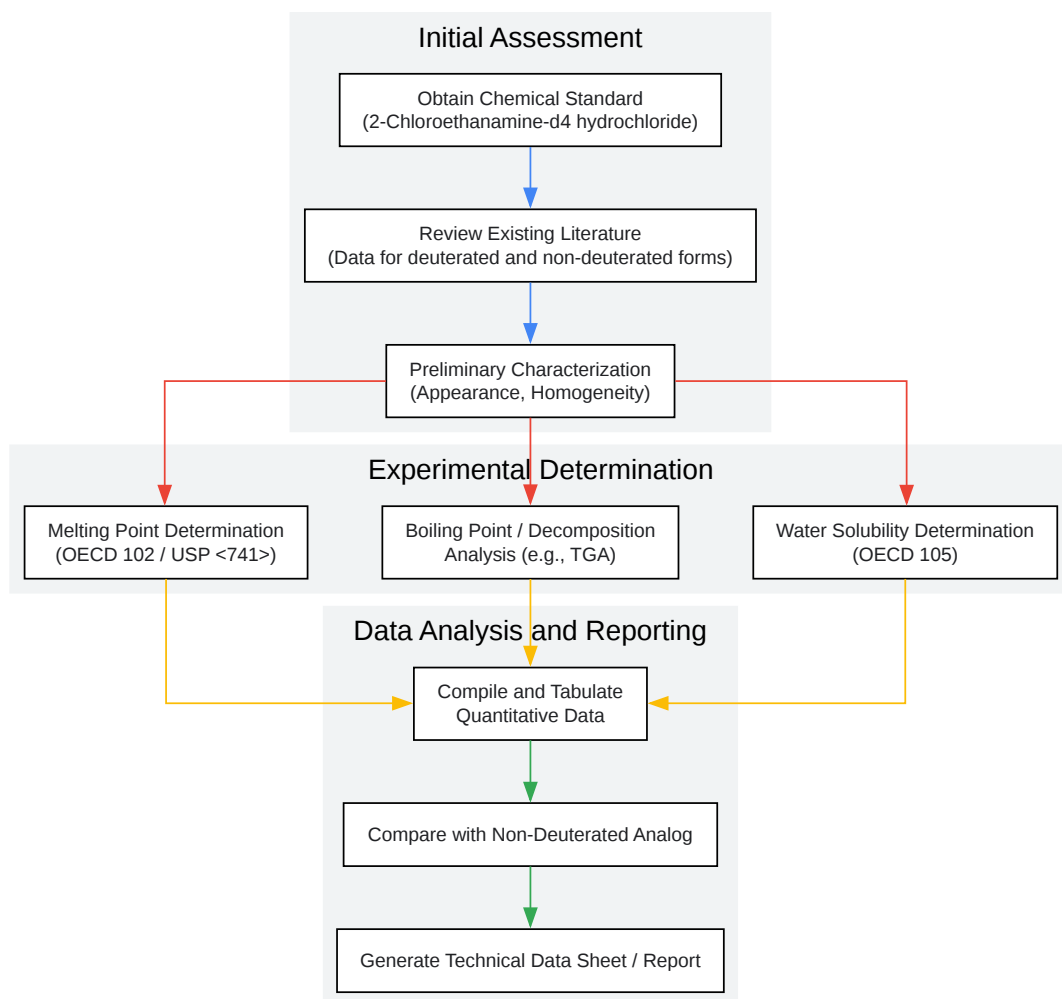 Initial Assessment
Obtain Chemical Standard
(2-Chloroethanamine-d4 hydrochloride)
Review Existing Literature
(Data for deuterated and non-deuterated forms)
Preliminary Characterization
(Appearance, Homogeneity)
Experimental Determination
Melting Point Determination
(OECD 102 / USP <741>)
Boiling Point / Decomposition
Analysis (e.g., TGA)
Water Solubility Determination
(OECD 105)
Data Analysis and Reporting
Compile and Tabulate
Quantitative Data
Compare with Non-Deuterated Analog
Generate Technical Data Sheet / Report